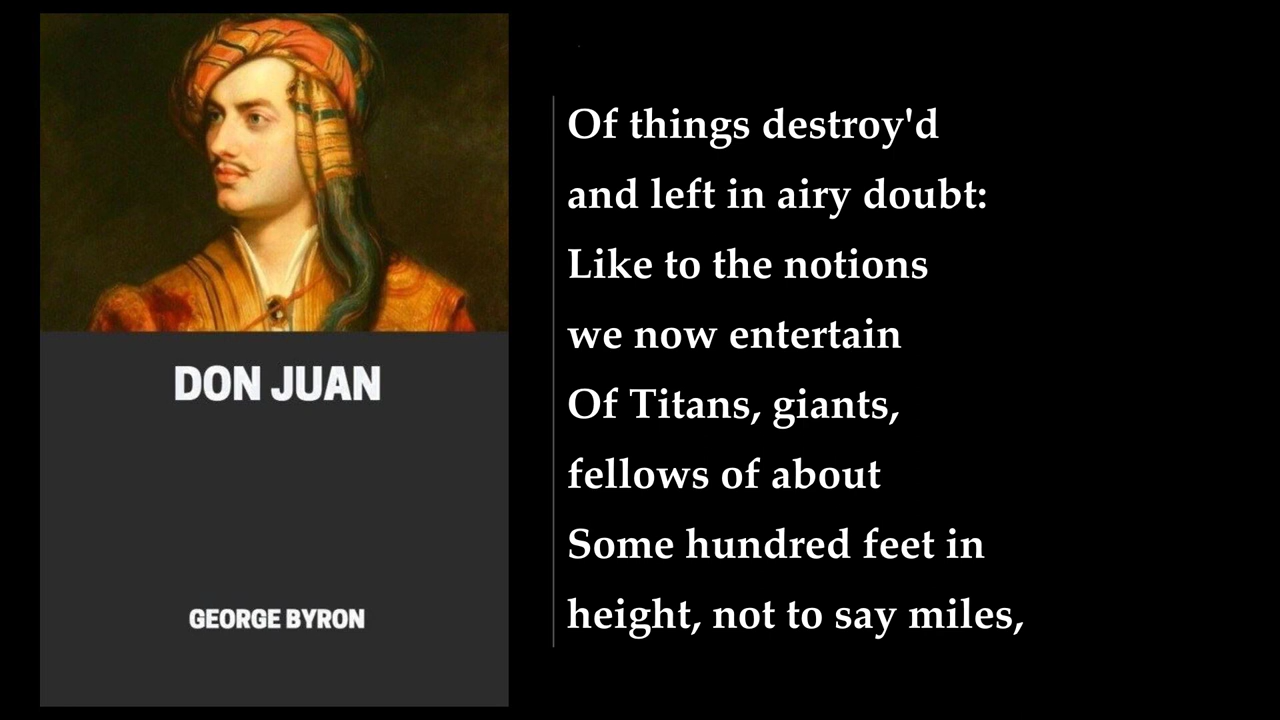 DON JUAN
GEORGE BYRON
Of things destroy'd
and left in airy doubt:
Like to the notions
we now entertain
Of Titans, giants,
fellows of about
Some hundred feet in
height, not to say miles,